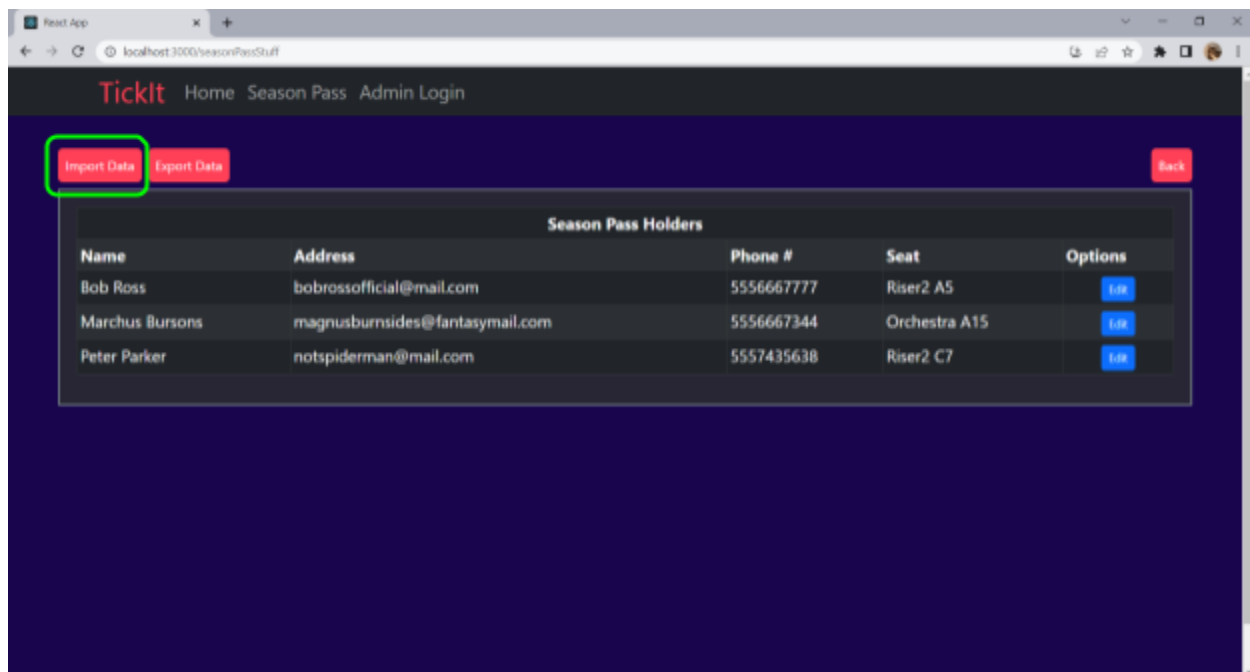 React App
localhost:3000/seasonPassStuff
TickIt Home Season Pass Admin Login
Import Data Export Data Back
Season Pass Holders
Name Address Phone # Seat Options
Bob Ross bobrossofficial@mail.com 5556667777 Riser2 A5 Edit
Marchus Bursons magnusburnsides@fantasymail.com 5556667344 Orchestra A15 Edit
Peter Parker notspiderman@mail.com 5557435638 Riser2 C7 Edit